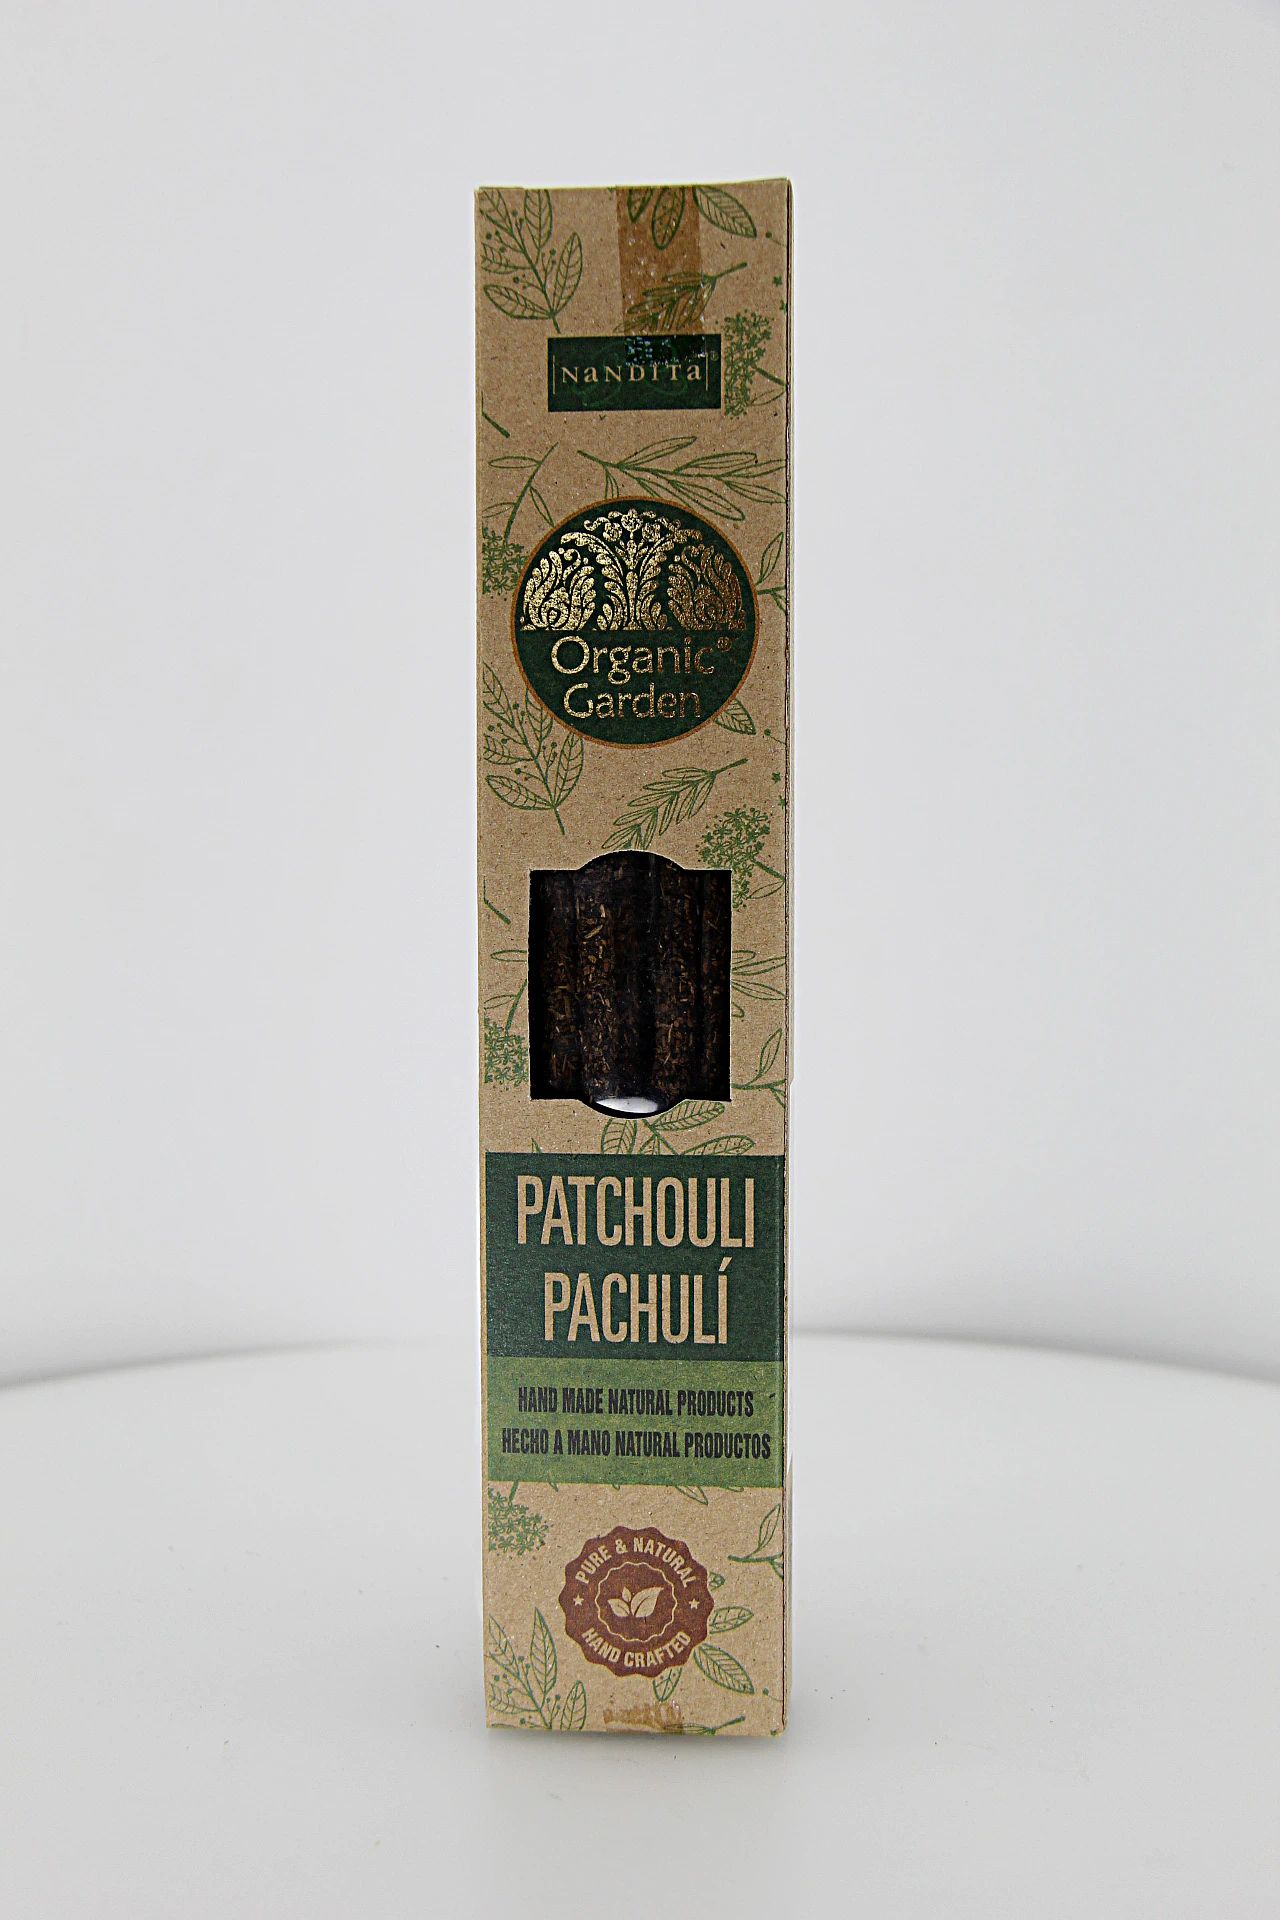 NaNDITa®
Organic®
Garden
PATCHOULI
PACHULÍ
HAND MADE NATURAL PRODUCTS
HECHO A MANO NATURAL PRODUCTOS
PURE & NATURAL
HAND CRAFTED